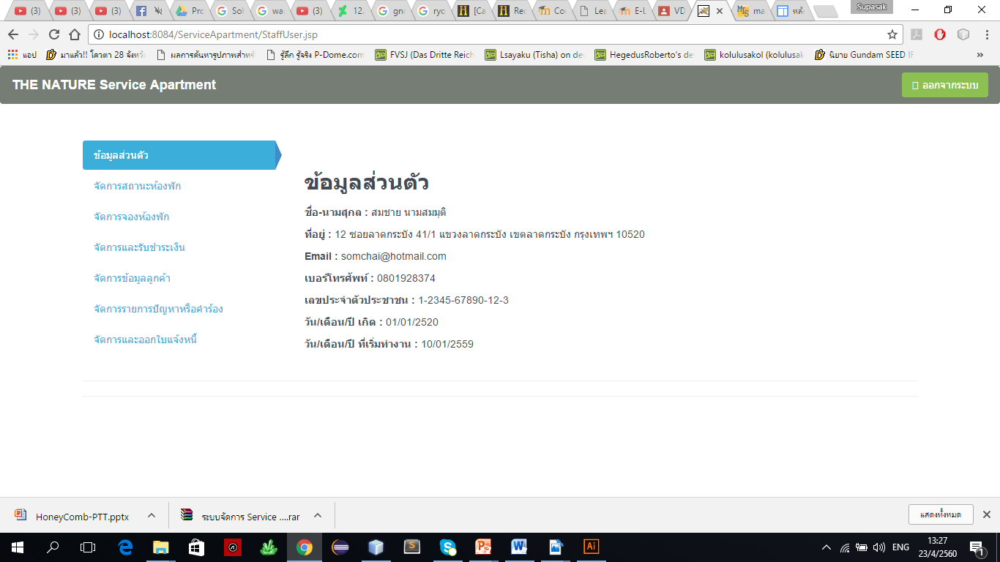 (3)
(3)
(3)
Pro
Sol
wa
(3)
12.
gno
ryo
[Ca
Rec
Co
Lea
E-L
VD
ma
หลั
Supasak
localhost:8084/ServiceApartment/StaffUser.jsp
แอป
มาแล้ว!! โควตา 28 จังหวั
ผลการค้นหารูปภาพสำหรั
รู้ลึก รู้จริง P-Dome.com
FVSJ (Das Dritte Reich
Lsayaku (Tisha) on de
HegedusRoberto's de
kolulusakol (kolulusak
นิยาย Gundam SEED IF
»
THE NATURE Service Apartment
ออกจากระบบ
ข้อมูลส่วนตัว
จัดการสถานะห้องพัก
จัดการจองห้องพัก
จัดการและรับชำระเงิน
จัดการข้อมูลลูกค้า
จัดการรายการปัญหาหรือคำร้อง
จัดการและออกใบแจ้งหนี้
ข้อมูลส่วนตัว
ชื่อ-นามสุกล : สมชาย นามสมมุติ
ที่อยู่ : 12 ซอยลาดกระบัง 41/1 แขวงลาดกระบัง เขตลาดกระบัง กรุงเทพฯ 10520
Email : somchai@hotmail.com
เบอร์โทรศัพท์ : 0801928374
เลขประจำตัวประชาชน : 1-2345-67890-12-3
วัน/เดือน/ปี เกิด : 01/01/2520
วัน/เดือน/ปี ที่เริ่มทำงาน : 10/01/2559
HoneyComb-PTT.pptx
ระบบจัดการ Service ....rar
แสดงทั้งหมด
ENG
13:27
23/4/2560
1